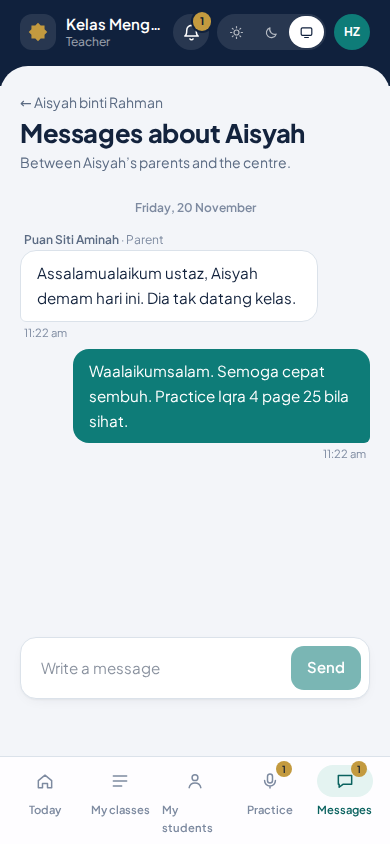 Kelas Meng…
Teacher
1
HZ
← Aisyah binti Rahman
Messages about Aisyah
Between Aisyah's parents and the centre.
Friday, 20 November
Puan Siti Aminah · Parent
Assalamualaikum ustaz, Aisyah
demam hari ini. Dia tak datang kelas.
11:22 am
Waalaikumsalam. Semoga cepat
sembuh. Practice Iqra 4 page 25 bila
sihat.
11:22 am
Write a message
Send
1
1
Today
My classes
My
students
Practice
Messages